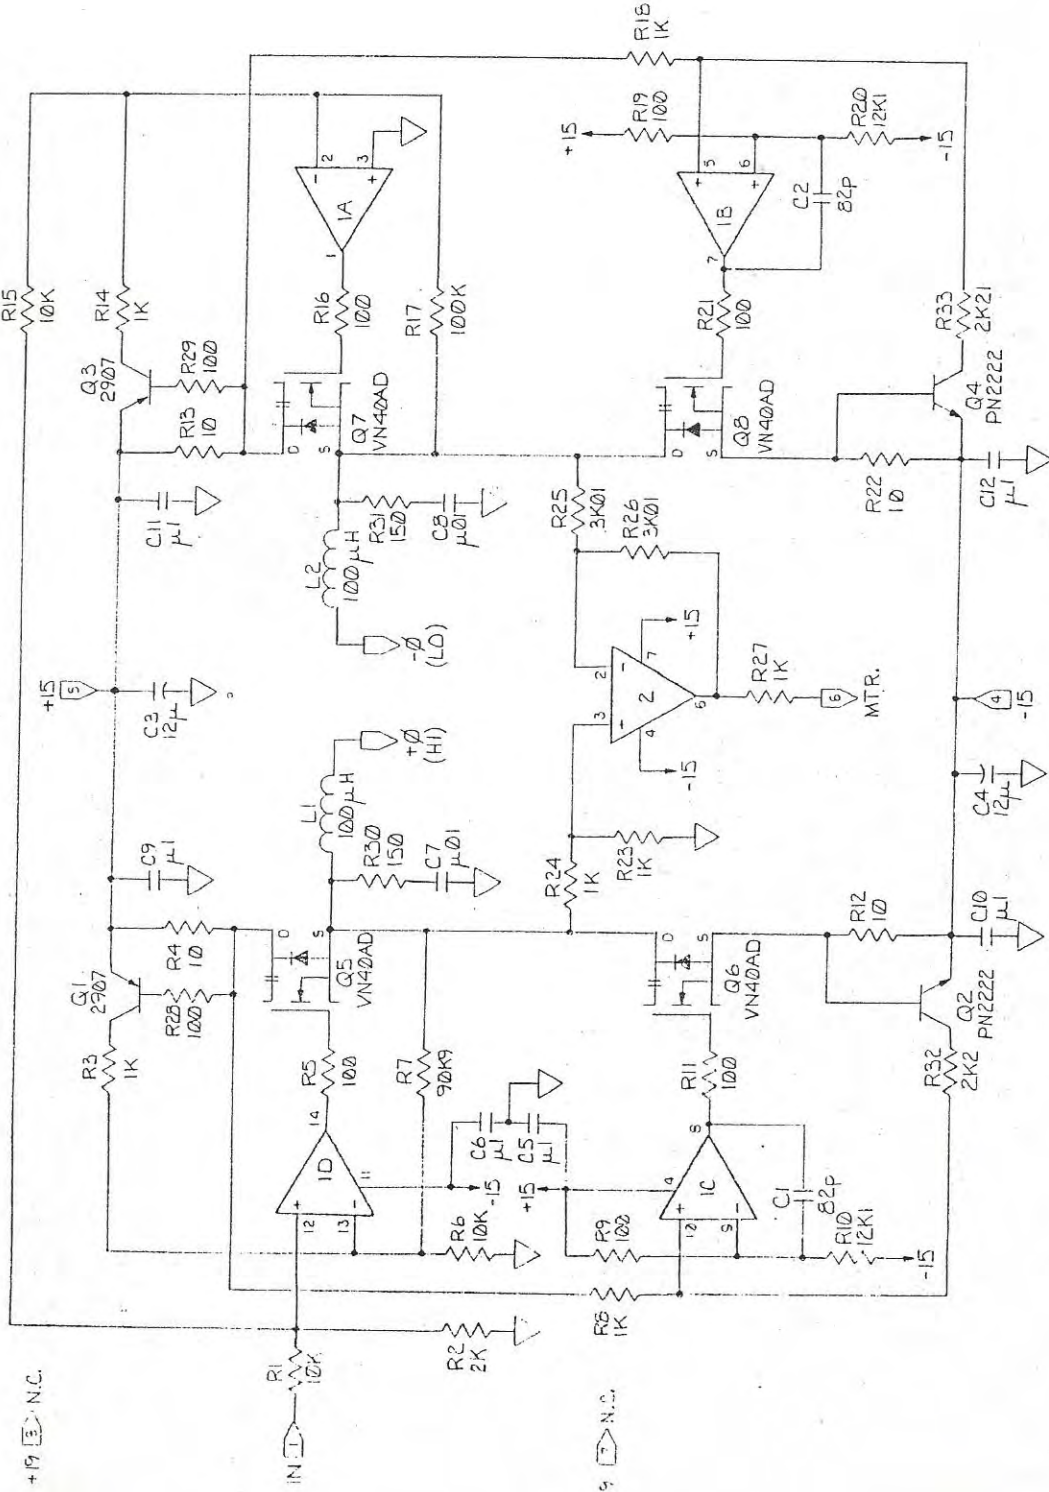 R15
10K
R14
1K
Q3
2907
R29
100
R13
10
C11
µ1
+15
5
C3
12µ
C9
µ1
R4
10
Q1
2907
R28
100
R3
1K
+19 3 N.C.
2
3
-
+
1A
1
R16
100
R17
100K
D
S
Q7
VN40AD
R31
150
C8
µ01
L2
100µH
-Ø
(LO)
+Ø
(HI)
L1
100µH
R30
150
C7
µ01
D
S
Q5
VN40AD
R5
100
R7
90K9
14
1D
11
12
13
+
-
C6
µ1
C5
µ1
-15
+15
R6
10K
R2
2K
R1
10K
IN 1
R18
1K
+15
R19
100
R20
12K1
-15
5
6
+
-
1B
7
C2
82p
R21
100
D
S
Q8
VN40AD
R25
3K01
R26
3K01
2
3
-
+
2
7
+15
4
-15
6
R27
1K
6
MTR.
R24
1K
R23
1K
D
S
Q6
VN40AD
R11
100
8
4
1C
10
9
+
-
C1
82p
R9
100
R10
12K1
-15
R8
1K
9 7 N.C.
R33
2K21
Q4
PN2222
R22
10
C12
µ1
4
-15
C4
12µ
C10
µ1
R12
10
Q2
PN2222
R32
2K2